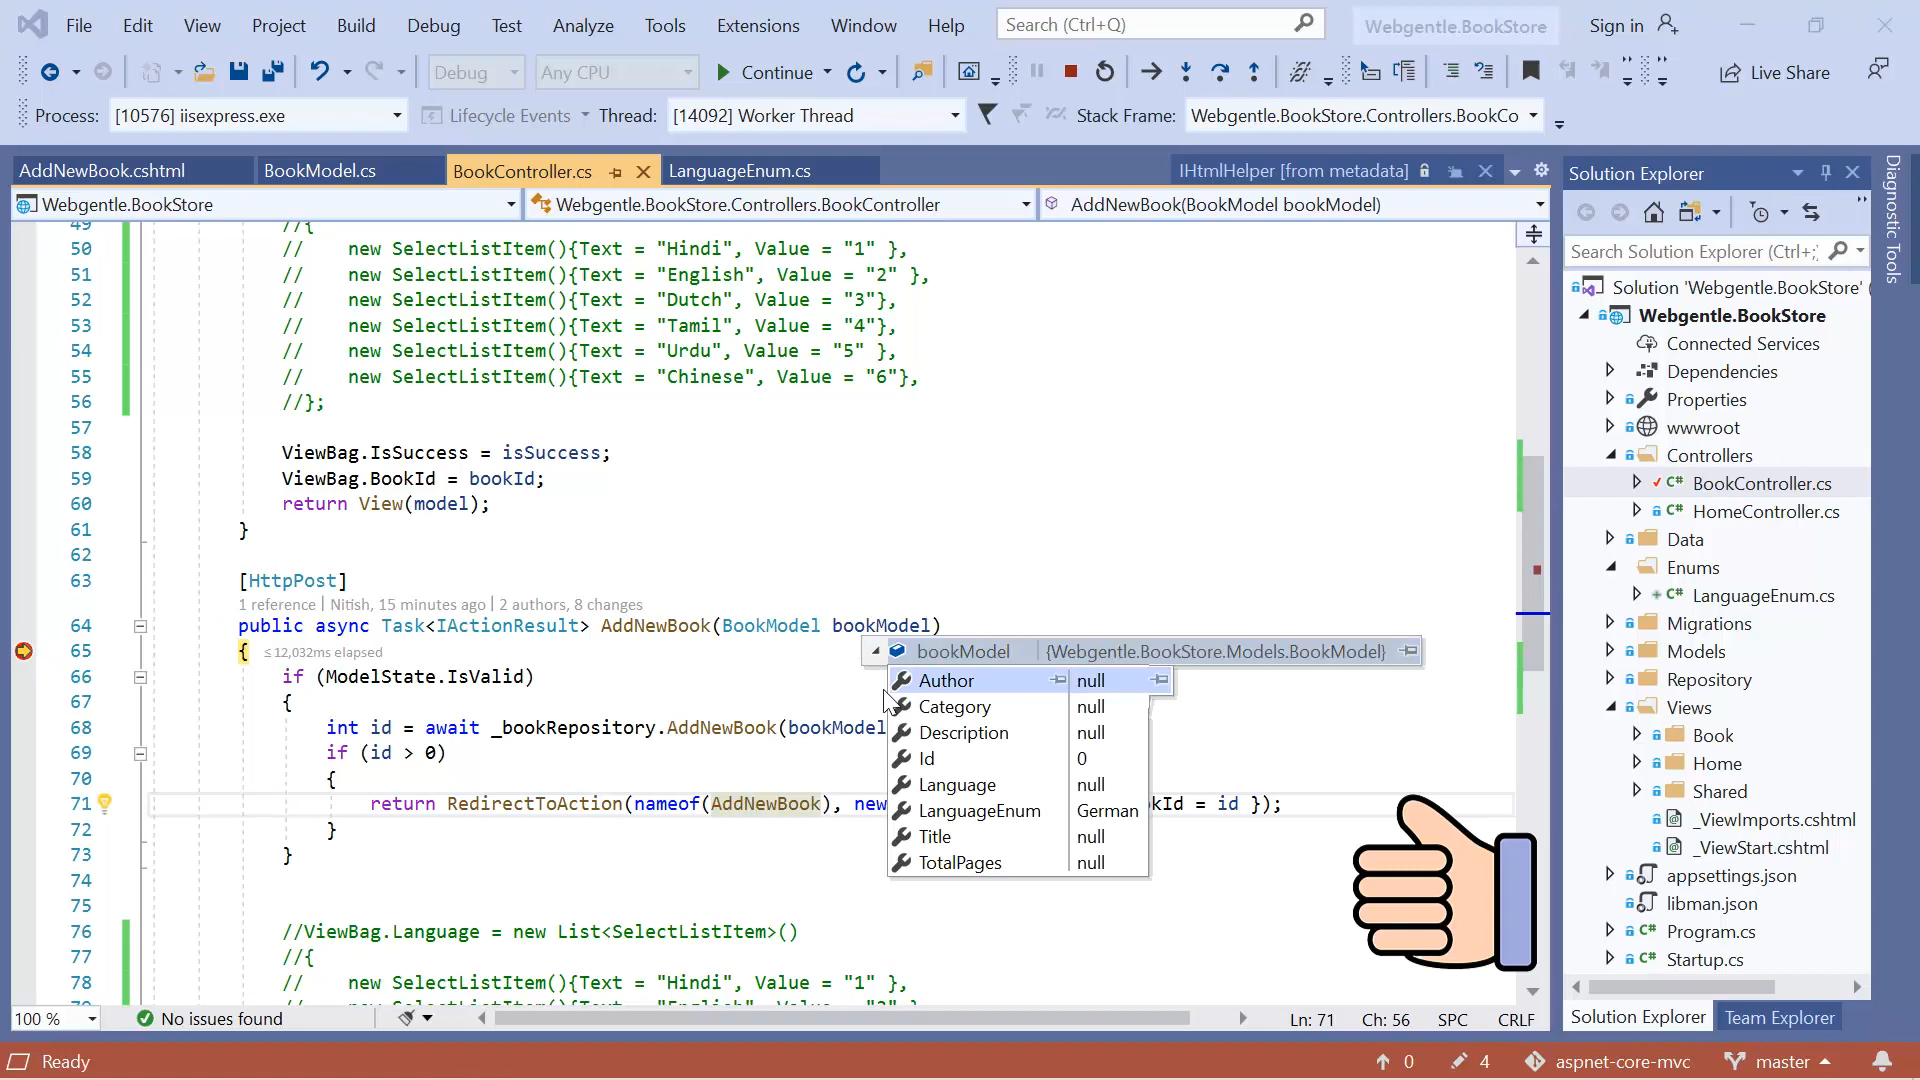 File Edit View Project Build Debug Test Analyze Tools Extensions Window Help Search (Ctrl+Q) Webgentle.BookStore Sign in
Debug Any CPU Continue Live Share
Process: [10576] iisexpress.exe Lifecycle Events Thread: [14092] Worker Thread Stack Frame: Webgentle.BookStore.Controllers.BookCo
AddNewBook.cshtml BookModel.cs BookController.cs LanguageEnum.cs IHtmlHelper [from metadata]
Webgentle.BookStore Webgentle.BookStore.Controllers.BookController AddNewBook(BookModel bookModel)
49 //{
50 // new SelectListItem(){Text = "Hindi", Value = "1" },
51 // new SelectListItem(){Text = "English", Value = "2" },
52 // new SelectListItem(){Text = "Dutch", Value = "3"},
53 // new SelectListItem(){Text = "Tamil", Value = "4"},
54 // new SelectListItem(){Text = "Urdu", Value = "5" },
55 // new SelectListItem(){Text = "Chinese", Value = "6"},
56 //};
57
58 ViewBag.IsSuccess = isSuccess;
59 ViewBag.BookId = bookId;
60 return View(model);
61 }
62
63 [HttpPost]
1 reference | Nitish, 15 minutes ago | 2 authors, 8 changes
64 public async Task<IActionResult> AddNewBook(BookModel bookModel)
65 { ≤12,032ms elapsed
66 if (ModelState.IsValid)
67 {
68 int id = await _bookRepository.AddNewBook(bookModel
69 if (id > 0)
70 {
71 return RedirectToAction(nameof(AddNewBook), new kId = id });
72 }
73 }
74
75
76 //ViewBag.Language = new List<SelectListItem>()
77 //{
78 // new SelectListItem(){Text = "Hindi", Value = "1" },
bookModel {Webgentle.BookStore.Models.BookModel}
Author null
Category null
Description null
Id 0
Language null
LanguageEnum German
Title null
TotalPages null
100 % No issues found Ln: 71 Ch: 56 SPC CRLF
Solution Explorer
Search Solution Explorer (Ctrl+;)
Solution 'Webgentle.BookStore' (
Webgentle.BookStore
Connected Services
Dependencies
Properties
wwwroot
Controllers
C# BookController.cs
C# HomeController.cs
Data
Enums
C# LanguageEnum.cs
Migrations
Models
Repository
Views
Book
Home
Shared
_ViewImports.cshtml
_ViewStart.cshtml
appsettings.json
libman.json
C# Program.cs
C# Startup.cs
Solution Explorer Team Explorer
Diagnostic Tools
Ready 0 4 aspnet-core-mvc master